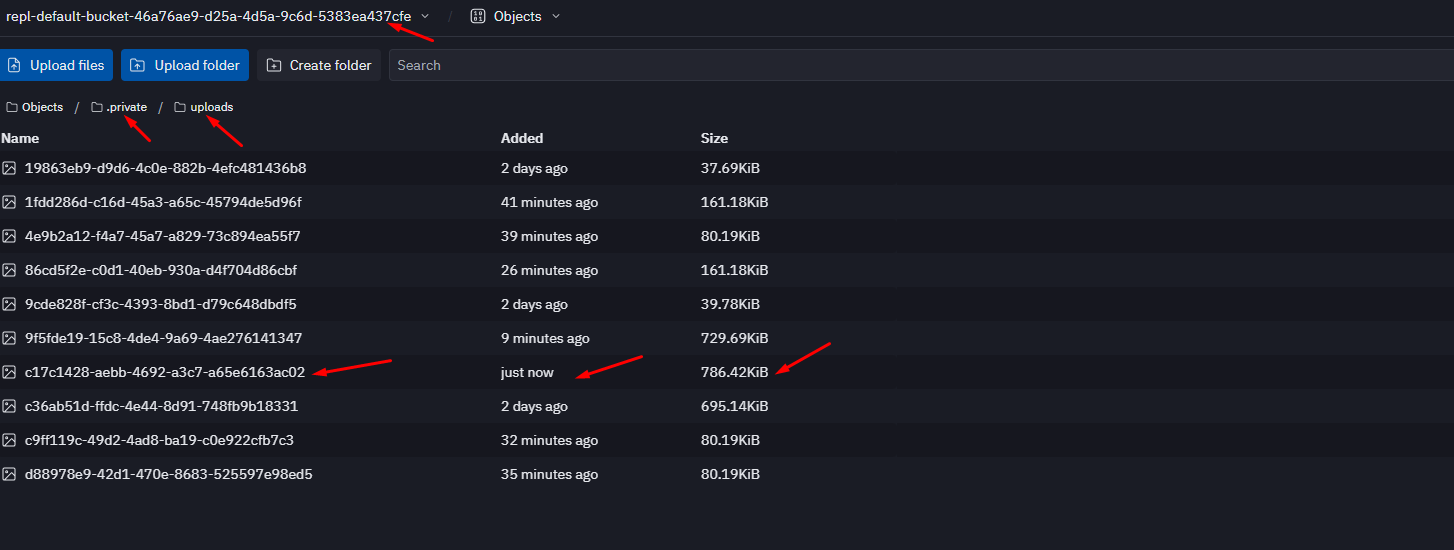 repl-default-bucket-46a76ae9-d25a-4d5a-9c6d-5383ea437cfe / Objects
Upload files Upload folder Create folder Search
Objects / .private / uploads
Name Added Size
19863eb9-d9d6-4c0e-882b-4efc481436b8 2 days ago 37.69KiB
1fdd286d-c16d-45a3-a65c-45794de5d96f 41 minutes ago 161.18KiB
4e9b2a12-f4a7-45a7-a829-73c894ea55f7 39 minutes ago 80.19KiB
86cd5f2e-c0d1-40eb-930a-d4f704d86cbf 26 minutes ago 161.18KiB
9cde828f-cf3c-4393-8bd1-d79c648dbdf5 2 days ago 39.78KiB
9f5fde19-15c8-4de4-9a69-4ae276141347 9 minutes ago 729.69KiB
c17c1428-aebb-4692-a3c7-a65e6163ac02 just now 786.42KiB
c36ab51d-ffdc-4e44-8d91-748fb9b18331 2 days ago 695.14KiB
c9ff119c-49d2-4ad8-ba19-c0e922cfb7c3 32 minutes ago 80.19KiB
d88978e9-42d1-470e-8683-525597e98ed5 35 minutes ago 80.19KiB